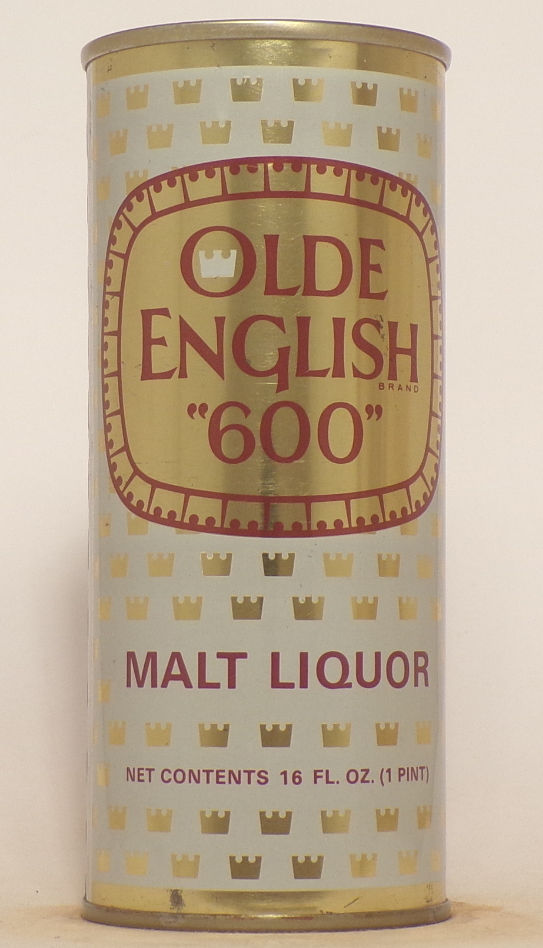 OLDE
ENGLISH
BRAND
“600”
MALT LIQUOR
NET CONTENTS 16 FL. OZ. (1 PINT)